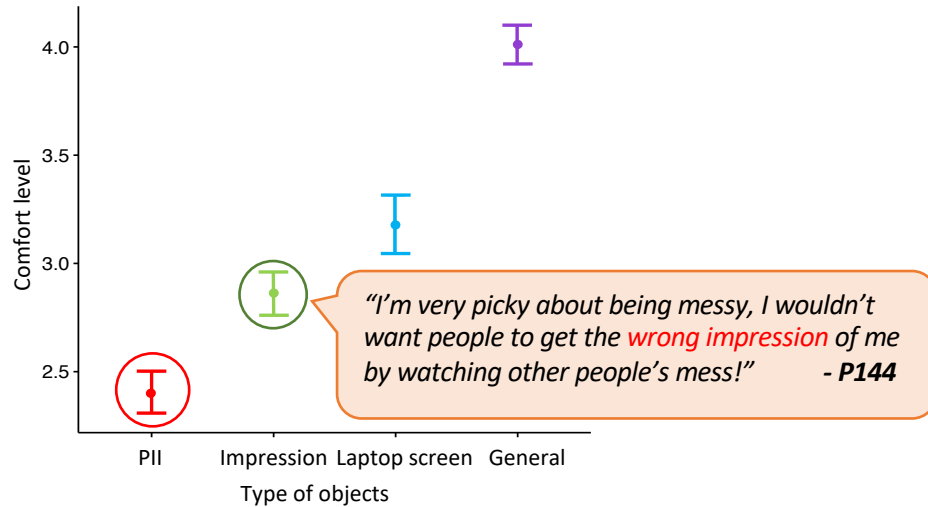 4.0
3.5
3.0
2.5
Comfort level
“I’m very picky about being messy, I wouldn’t
want people to get the wrong impression of me
by watching other people’s mess!” - P144
PII Impression Laptop screen General
Type of objects